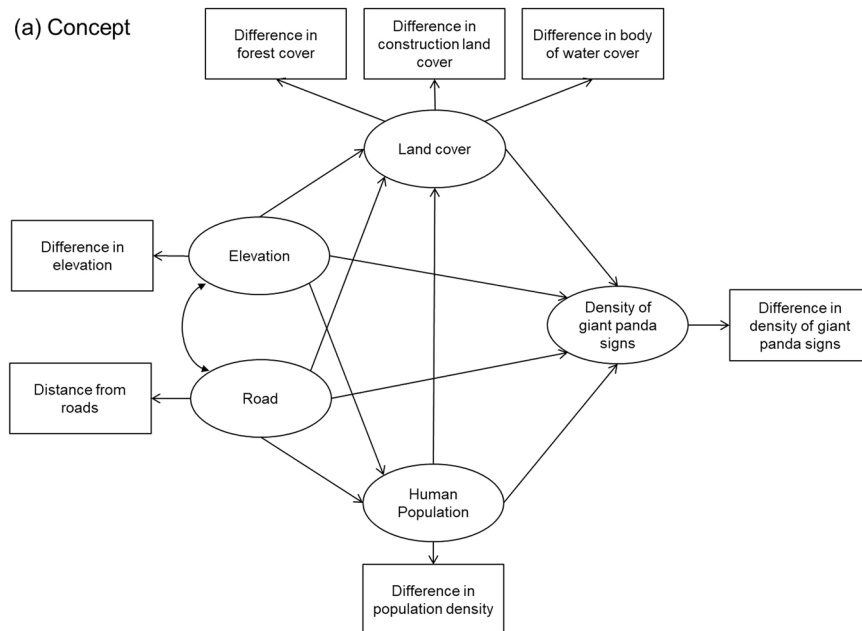 (a) Concept
Difference in
forest cover
Difference in
construction land
cover
Difference in body
of water cover
Land cover
Difference in
elevation
Elevation
Density of
giant panda
signs
Difference in
density of giant
panda signs
Distance from
roads
Road
Human
Population
Difference in
population density